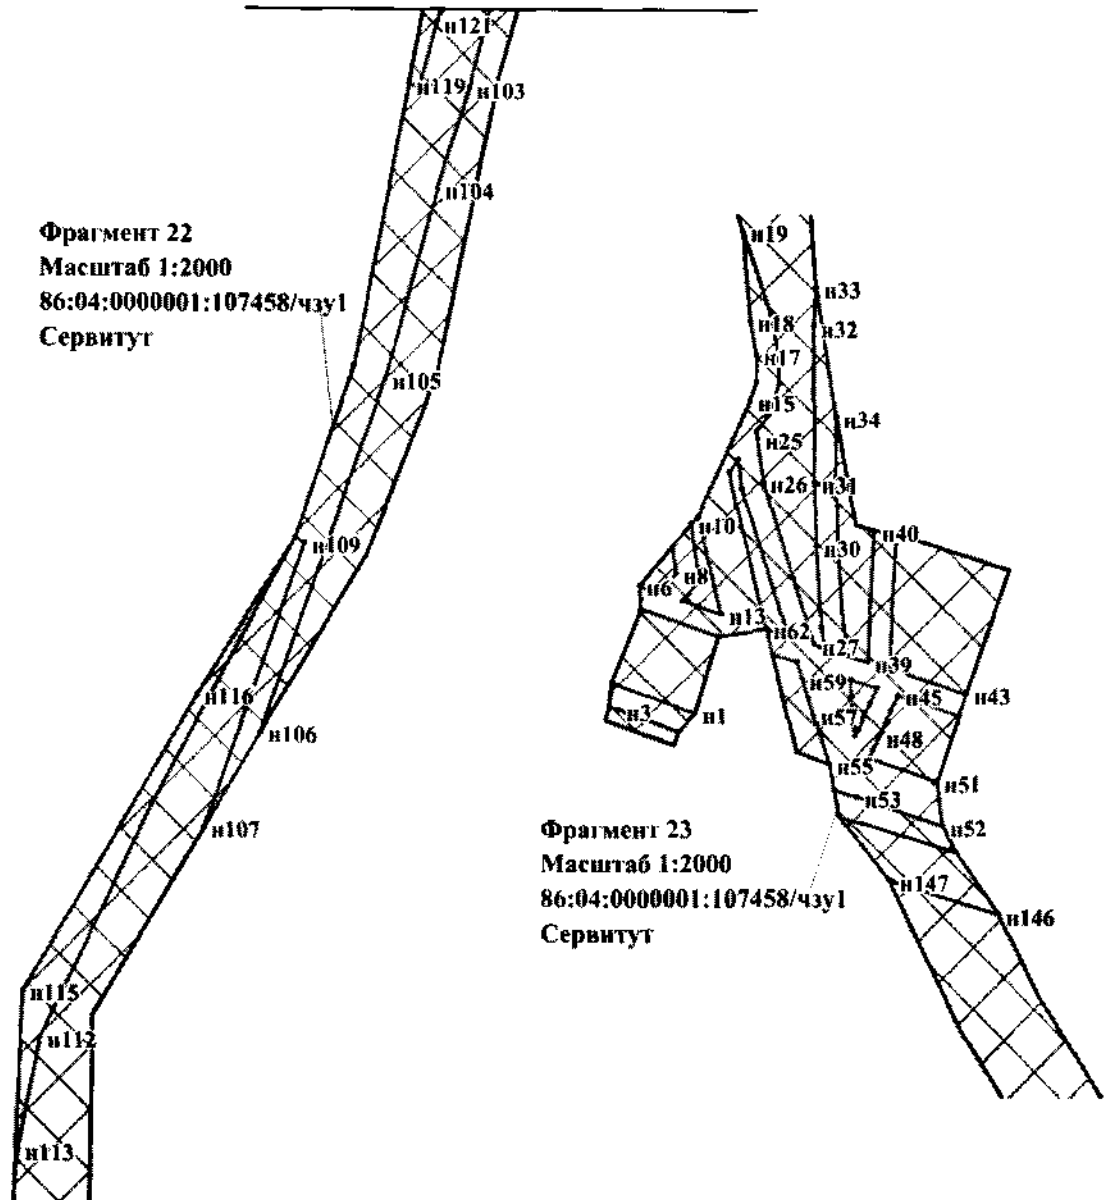 н121
н119
н103
н104
Фрагмент 22
Масштаб 1:2000
86:04:0000001:107458/чзу1
Сервитут
н105
н109
н116
н106
н107
н115
н112
н113
н19
н33
н18
н32
н17
н15
н34
н25
н26
н31
н10
н30
н40
н8
н6
н13
н62
н27
н39
н59
н45
н43
н3
н1
н57
н48
н55
н51
н53
н52
Фрагмент 23
Масштаб 1:2000
86:04:0000001:107458/чзу1
Сервитут
н147
н146